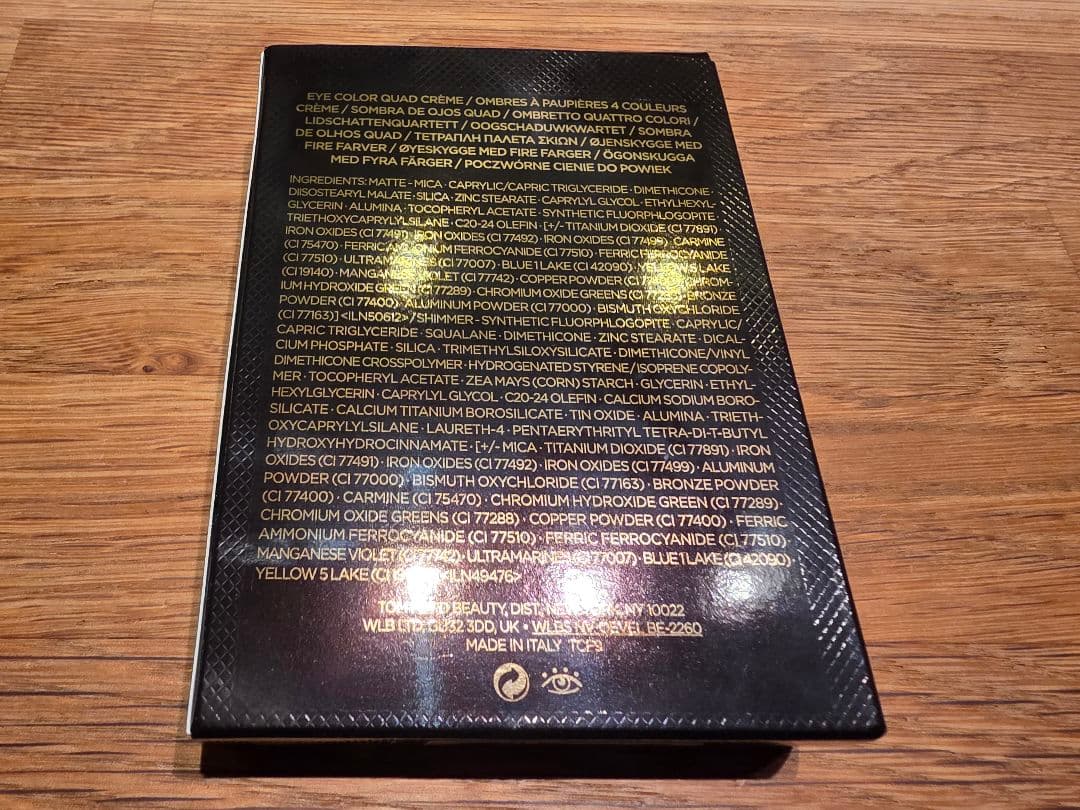 EYE COLOR QUAD CRÈME / OMBRES À PAUPIÈRES 4 COULEURS
CRÈME / SOMBRA DE OJOS QUAD / OMBRETTO QUATTRO COLORI /
LIDSCHATTENQUARTETT / OOGSCHADUWKWARTET / SOMBRA
DE OLHOS QUAD / ΤΕΤΡΑΠΛΗ ΠΑΛΕΤΑ ΣΚΙΩΝ / ØJENSKYGGE MED
FIRE FARVER / ØYESKYGGE MED FIRE FARGER / ÖGONSKUGGA
MED FYRA FÄRGER / POCZWÓRNE CIENIE DO POWIEK
INGREDIENTS: MATTE - MICA · CAPRYLIC/CAPRIC TRIGLYCERIDE · DIMETHICONE ·
DIISOSTEARYL MALATE · SILICA · ZINC STEARATE · CAPRYLYL GLYCOL · ETHYLHEXYL-
GLYCERIN · ALUMINA · TOCOPHERYL ACETATE · SYNTHETIC FLUORPHLOGOPITE ·
TRIETHOXYCAPRYLYLSILANE · C20-24 OLEFIN · [+/- TITANIUM DIOXIDE (CI 77891) ·
IRON OXIDES (CI 77491) · IRON OXIDES (CI 77492) · IRON OXIDES (CI 77499) · CARMINE
(CI 75470) · FERRIC AMMONIUM FERROCYANIDE (CI 77510) · FERRIC FERROCYANIDE
(CI 77510) · ULTRAMARINES (CI 77007) · BLUE 1 LAKE (CI 42090) · YELLOW 5 LAKE
(CI 19140) · MANGANESE VIOLET (CI 77742) · COPPER POWDER (CI 77400) · CHROM-
IUM HYDROXIDE GREEN (CI 77289) · CHROMIUM OXIDE GREENS (CI 77288) · BRONZE
POWDER (CI 77400) · ALUMINUM POWDER (CI 77000) · BISMUTH OXYCHLORIDE
(CI 77163)] <ILN50612> / SHIMMER - SYNTHETIC FLUORPHLOGOPITE · CAPRYLIC/
CAPRIC TRIGLYCERIDE · SQUALANE · DIMETHICONE · ZINC STEARATE · DICAL-
CIUM PHOSPHATE · SILICA · TRIMETHYLSILOXYSILICATE · DIMETHICONE/VINYL
DIMETHICONE CROSSPOLYMER · HYDROGENATED STYRENE/ISOPRENE COPOLY-
MER · TOCOPHERYL ACETATE · ZEA MAYS (CORN) STARCH · GLYCERIN · ETHYL-
HEXYLGLYCERIN · CAPRYLYL GLYCOL · C20-24 OLEFIN · CALCIUM SODIUM BORO-
SILICATE · CALCIUM TITANIUM BOROSILICATE · TIN OXIDE · ALUMINA · TRIETH-
OXYCAPRYLYLSILANE · LAURETH-4 · PENTAERYTHRITYL TETRA-DI-T-BUTYL
HYDROXYHYDROCINNAMATE · [+/- MICA · TITANIUM DIOXIDE (CI 77891) · IRON
OXIDES (CI 77491) · IRON OXIDES (CI 77492) · IRON OXIDES (CI 77499) · ALUMINUM
POWDER (CI 77000) · BISMUTH OXYCHLORIDE (CI 77163) · BRONZE POWDER
(CI 77400) · CARMINE (CI 75470) · CHROMIUM HYDROXIDE GREEN (CI 77289) ·
CHROMIUM OXIDE GREENS (CI 77288) · COPPER POWDER (CI 77400) · FERRIC
AMMONIUM FERROCYANIDE (CI 77510) · FERRIC FERROCYANIDE (CI 77510) ·
MANGANESE VIOLET (CI 77742) · ULTRAMARINES (CI 77007) · BLUE 1 LAKE (CI 42090) ·
YELLOW 5 LAKE (CI <ILN49476>
BEAUTY, DIST. NEW YORK, NY 10022
WLB LTD, GU32 3DD, UK • WLBS NV-OEVEL BE-2260
MADE IN ITALY TCF9